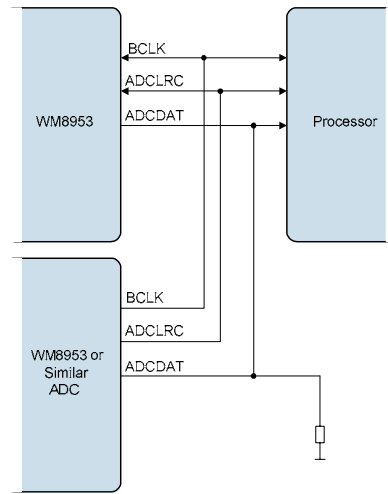 BCLK
ADCLRC
ADCDAT
WM8953
Processor
BCLK
ADCLRC
ADCDAT
WM8953 or
Similar
ADC